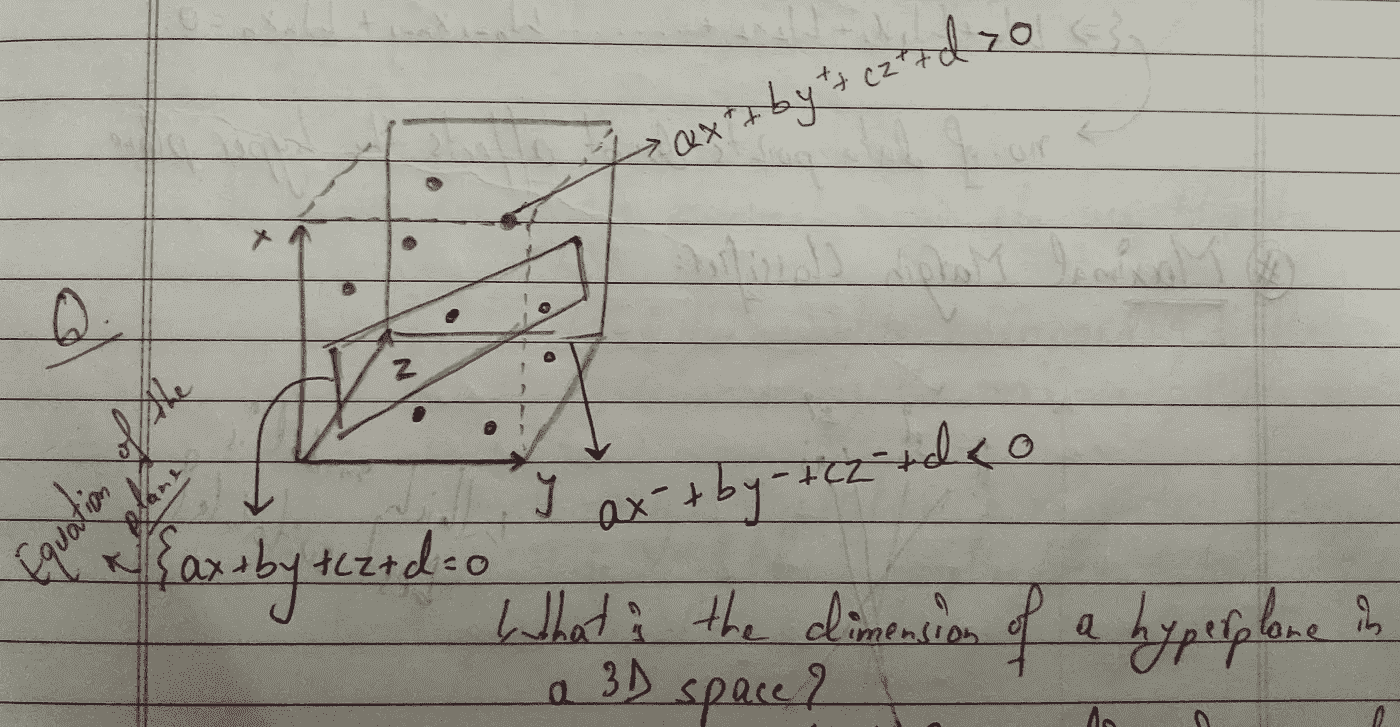 ax⁺ + by⁺ + cz⁺ + d > 0
x
Q.
z
y
ax⁻ + by⁻ + cz⁻ + d < 0
Equation of the
plane
{ax + by + cz + d = 0
What is the dimension of a hyperplane in
a 3D space?